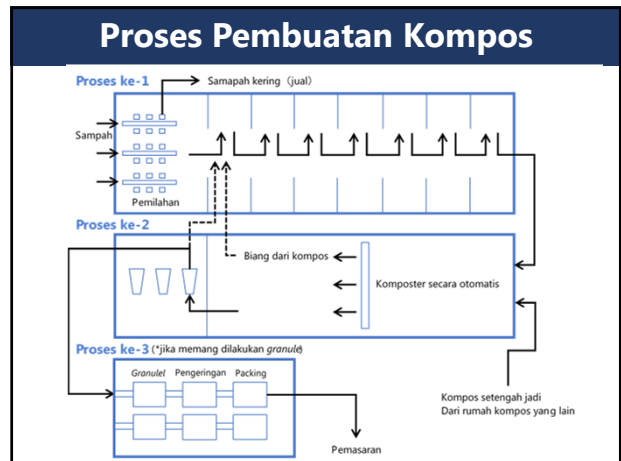 Proses Pembuatan Kompos
Proses ke-1
Samapah kering (jual)
Sampah
Pemilahan
Proses ke-2
Biang dari kompos
Komposter secara otomatis
Proses ke-3 (*jika memang dilakukan granule)
Granulel Pengeringan Packing
Kompos setengah jadi
Dari rumah kompos yang lain
Pemasaran